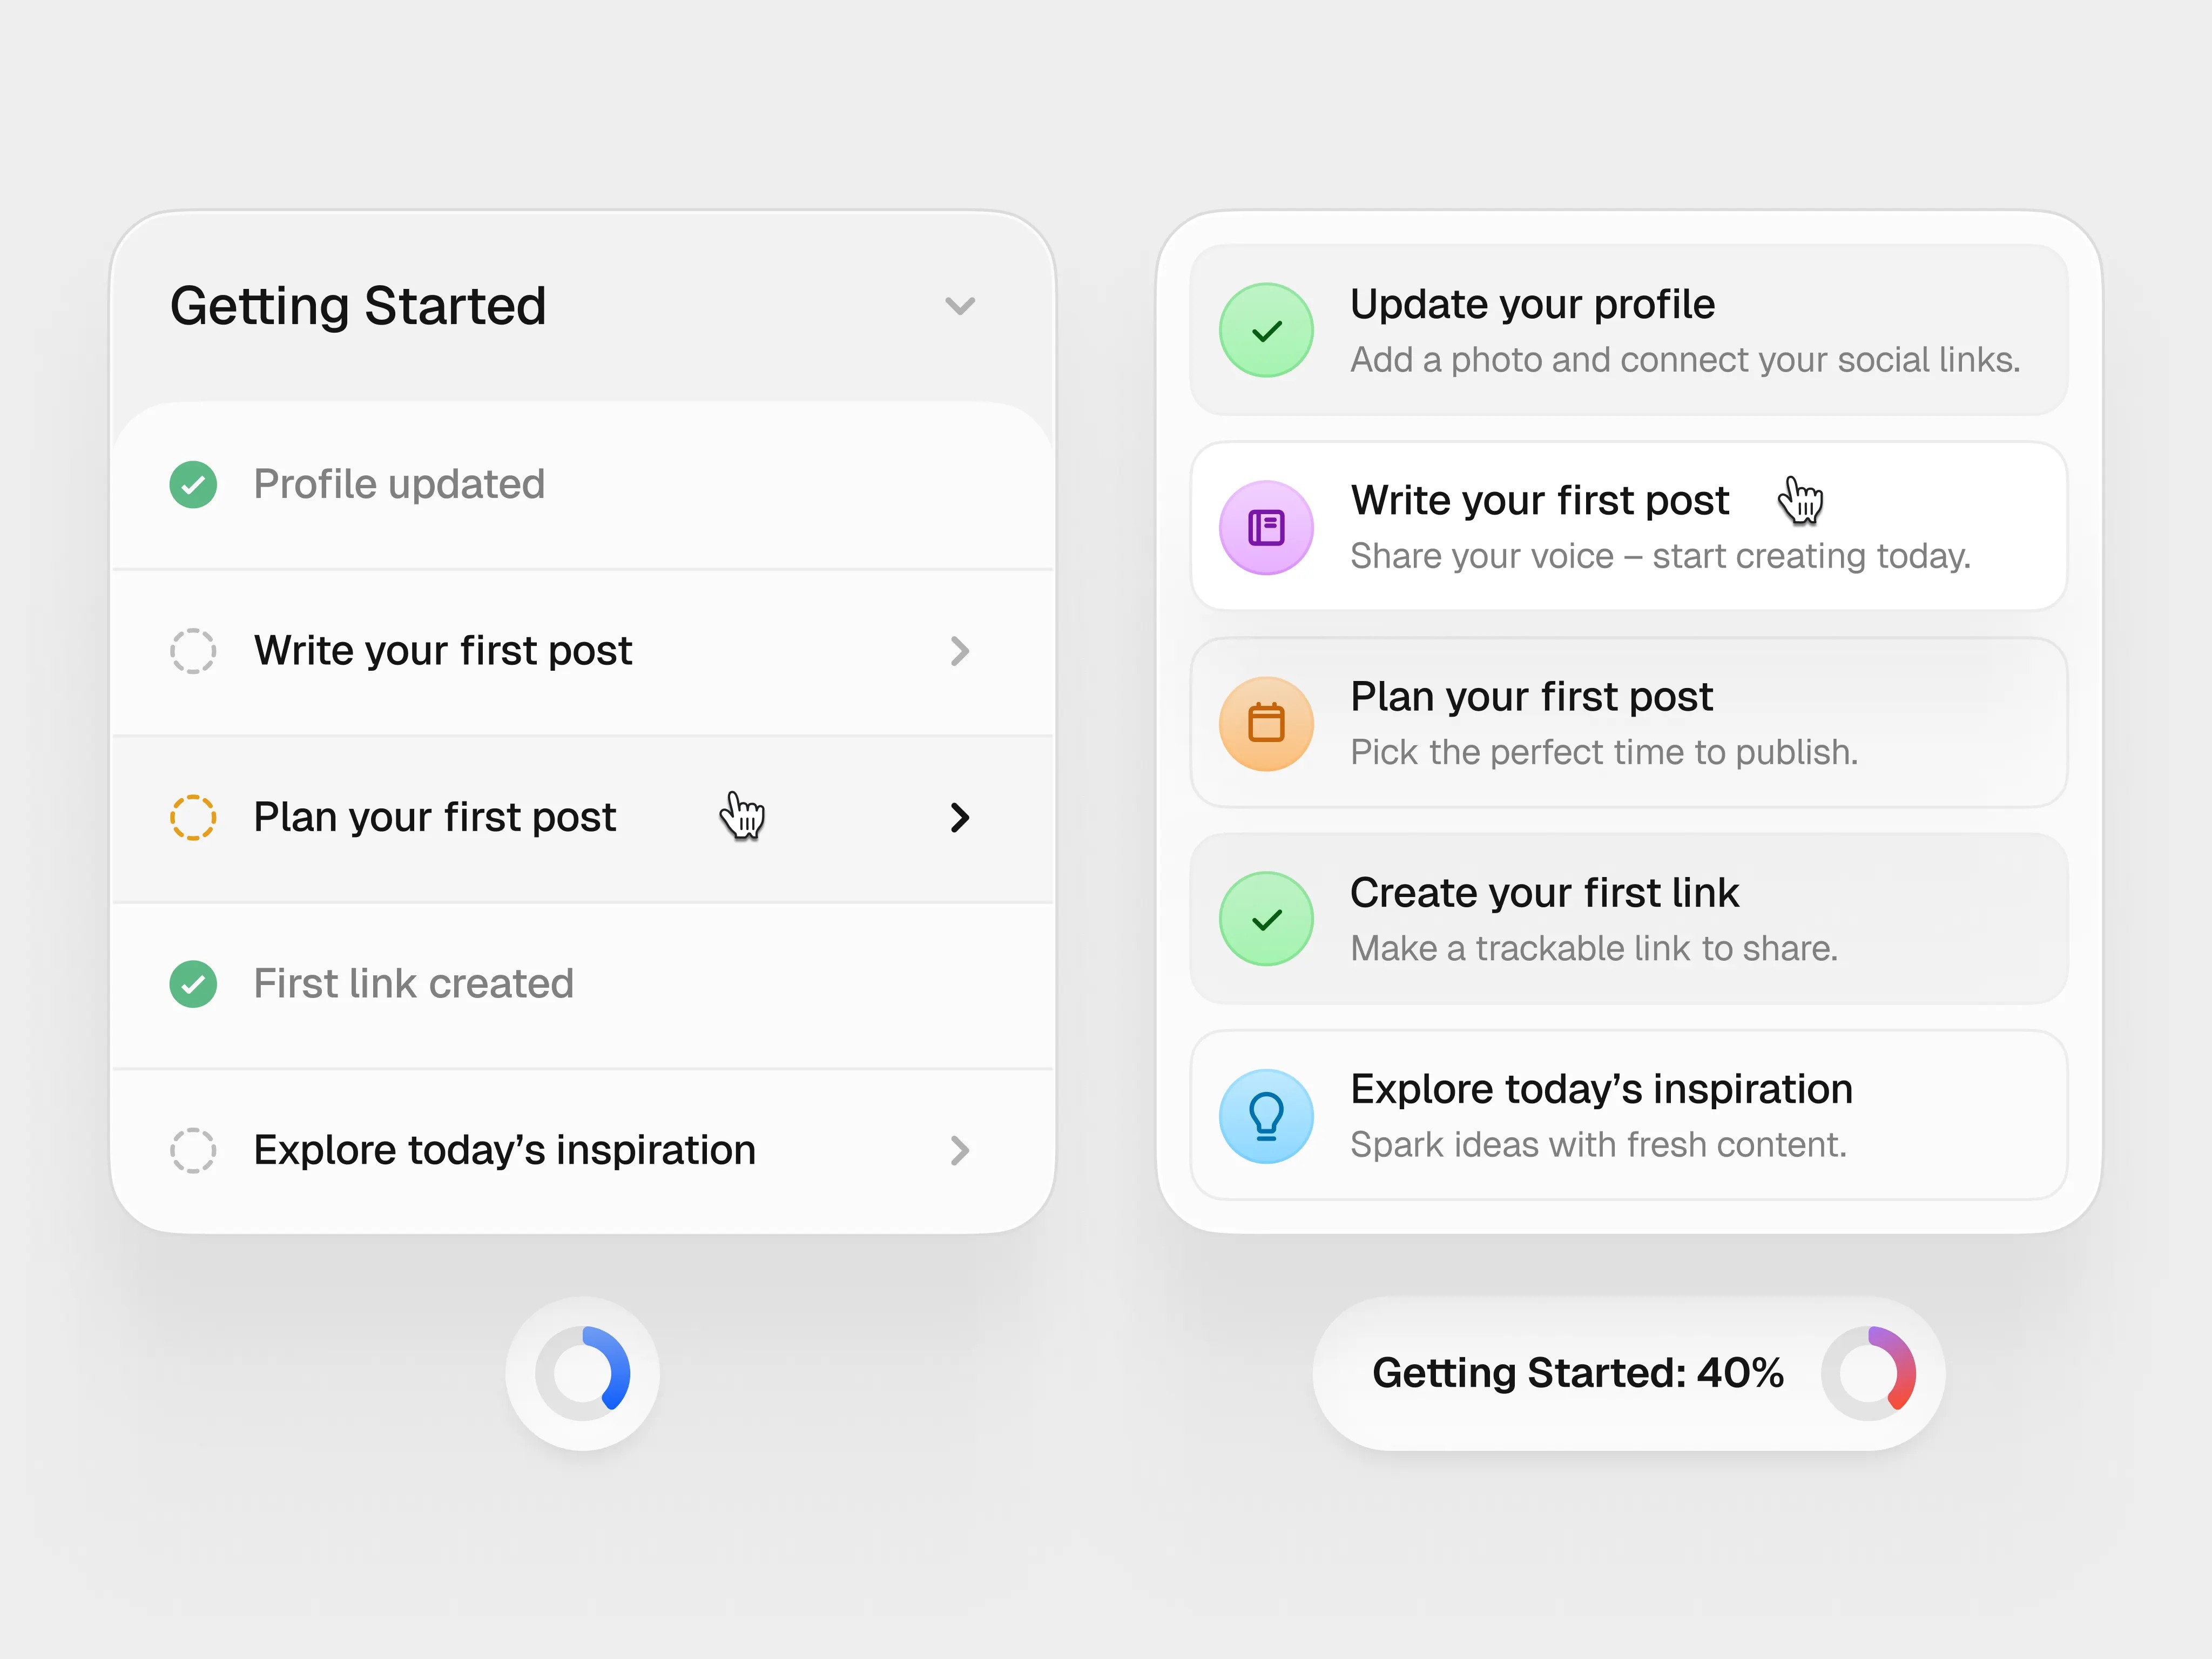 Getting Started
Profile updated
Write your first post
Plan your first post
First link created
Explore today’s inspiration
Update your profile
Add a photo and connect your social links.
Write your first post
Share your voice – start creating today.
Plan your first post
Pick the perfect time to publish.
Create your first link
Make a trackable link to share.
Explore today’s inspiration
Spark ideas with fresh content.
Getting Started: 40%